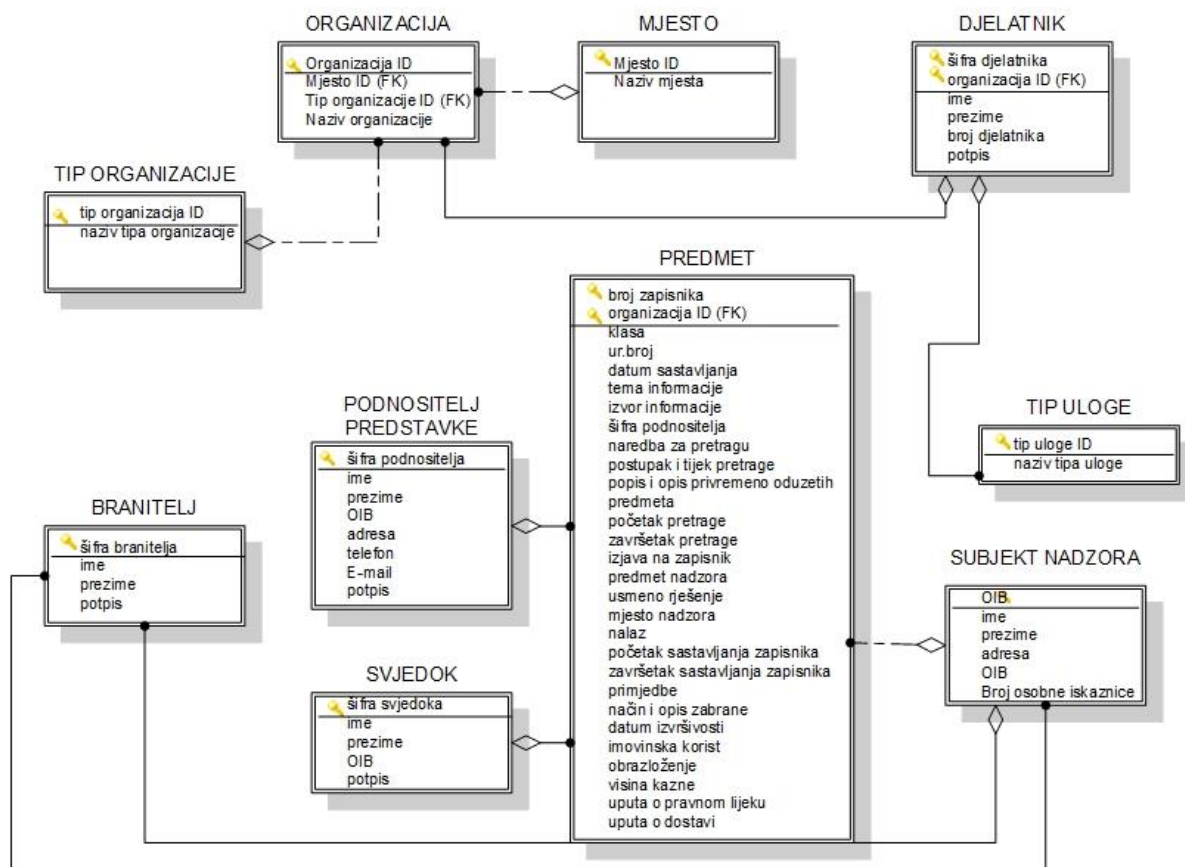 ORGANIZACIJA
Organizacija ID
Mjesto ID (FK)
Tip organizacije ID (FK)
Naziv organizacije
MJESTO
Mjesto ID
Naziv mjesta
DJELATNIK
šifra djelatnika
organizacija ID (FK)
ime
prezime
broj djelatnika
potpis
TIP ORGANIZACIJE
tip organizacija ID
naziv tipa organizacije
PREDMET
broj zapisnika
organizacija ID (FK)
klasa
ur.broj
datum sastavljanja
tema informacije
izvor informacije
šifra podnositelja
naredba za pretragu
postupak i tijek pretrage
popis i opis privremeno oduzetih
predmeta
početak pretrage
završetak pretrage
izjava na zapisnik
predmet nadzora
usmeno rješenje
mjesto nadzora
nalaz
početak sastavljanja zapisnika
završetak sastavljanja zapisnika
primjedbe
način i opis zabrane
datum izvršivosti
imovinska korist
obrazloženje
visina kazne
uputa o pravnom lijeku
uputa o dostavi
PODNOSITELJ
PREDSTAVKE
šifra podnositelja
ime
prezime
OIB
adresa
telefon
E-mail
potpis
TIP ULOGE
tip uloge ID
naziv tipa uloge
BRANITELJ
šifra branitelja
ime
prezime
potpis
SUBJEKT NADZORA
OIB
ime
prezime
adresa
OIB
Broj osobne iskaznice
SVJEDOK
šifra svjedoka
ime
prezime
OIB
potpis